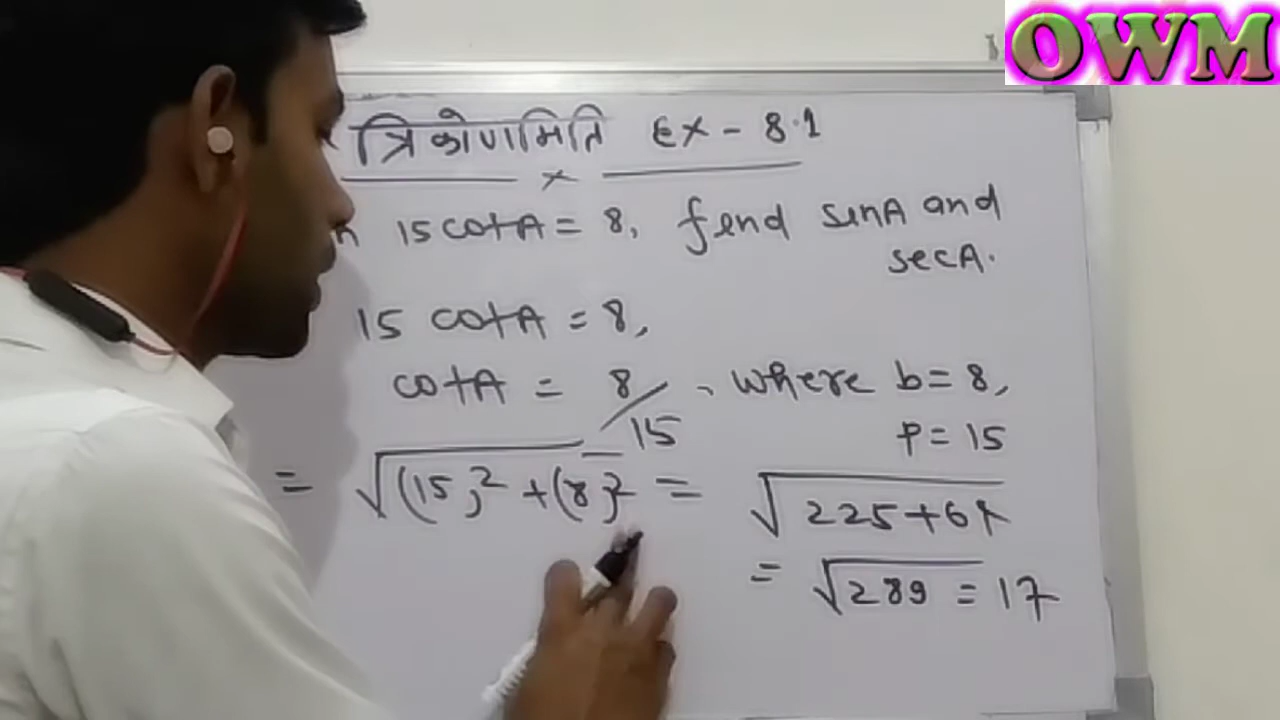 OWM
त्रिकोणमिति Ex - 8.1
15 cotA = 8, find sinA and
secA.
15 cotA = 8,
cotA = 8/15, where b = 8,
P = 15
= √(15)² + (8)² = √225+64
= √289 = 17